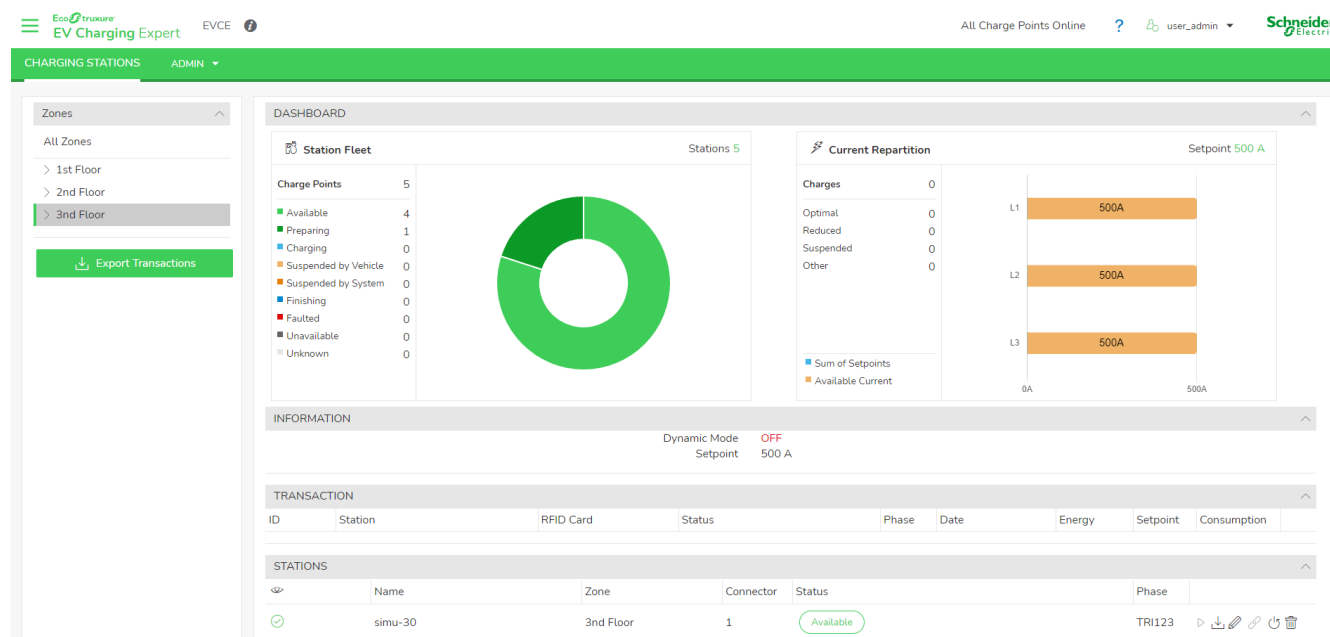 EcoStruxure
EV Charging Expert
EVCE
All Charge Points Online
?
user_admin
Schneider
Electric
CHARGING STATIONS
ADMIN
Zones
All Zones
1st Floor
2nd Floor
3nd Floor
Export Transactions
DASHBOARD
Station Fleet
Stations 5
Charge Points 5
Available 4
Preparing 1
Charging 0
Suspended by Vehicle 0
Suspended by System 0
Finishing 0
Faulted 0
Unavailable 0
Unknown 0
Current Repartition
Setpoint 500 A
Charges 0
Optimal 0
Reduced 0
Suspended 0
Other 0
Sum of Setpoints
Available Current
L1 500A
L2 500A
L3 500A
0A 500A
INFORMATION
Dynamic Mode OFF
Setpoint 500 A
TRANSACTION
ID Station RFID Card Status Phase Date Energy Setpoint Consumption
STATIONS
Name Zone Connector Status Phase
simu-30 3nd Floor 1 Available TRI123